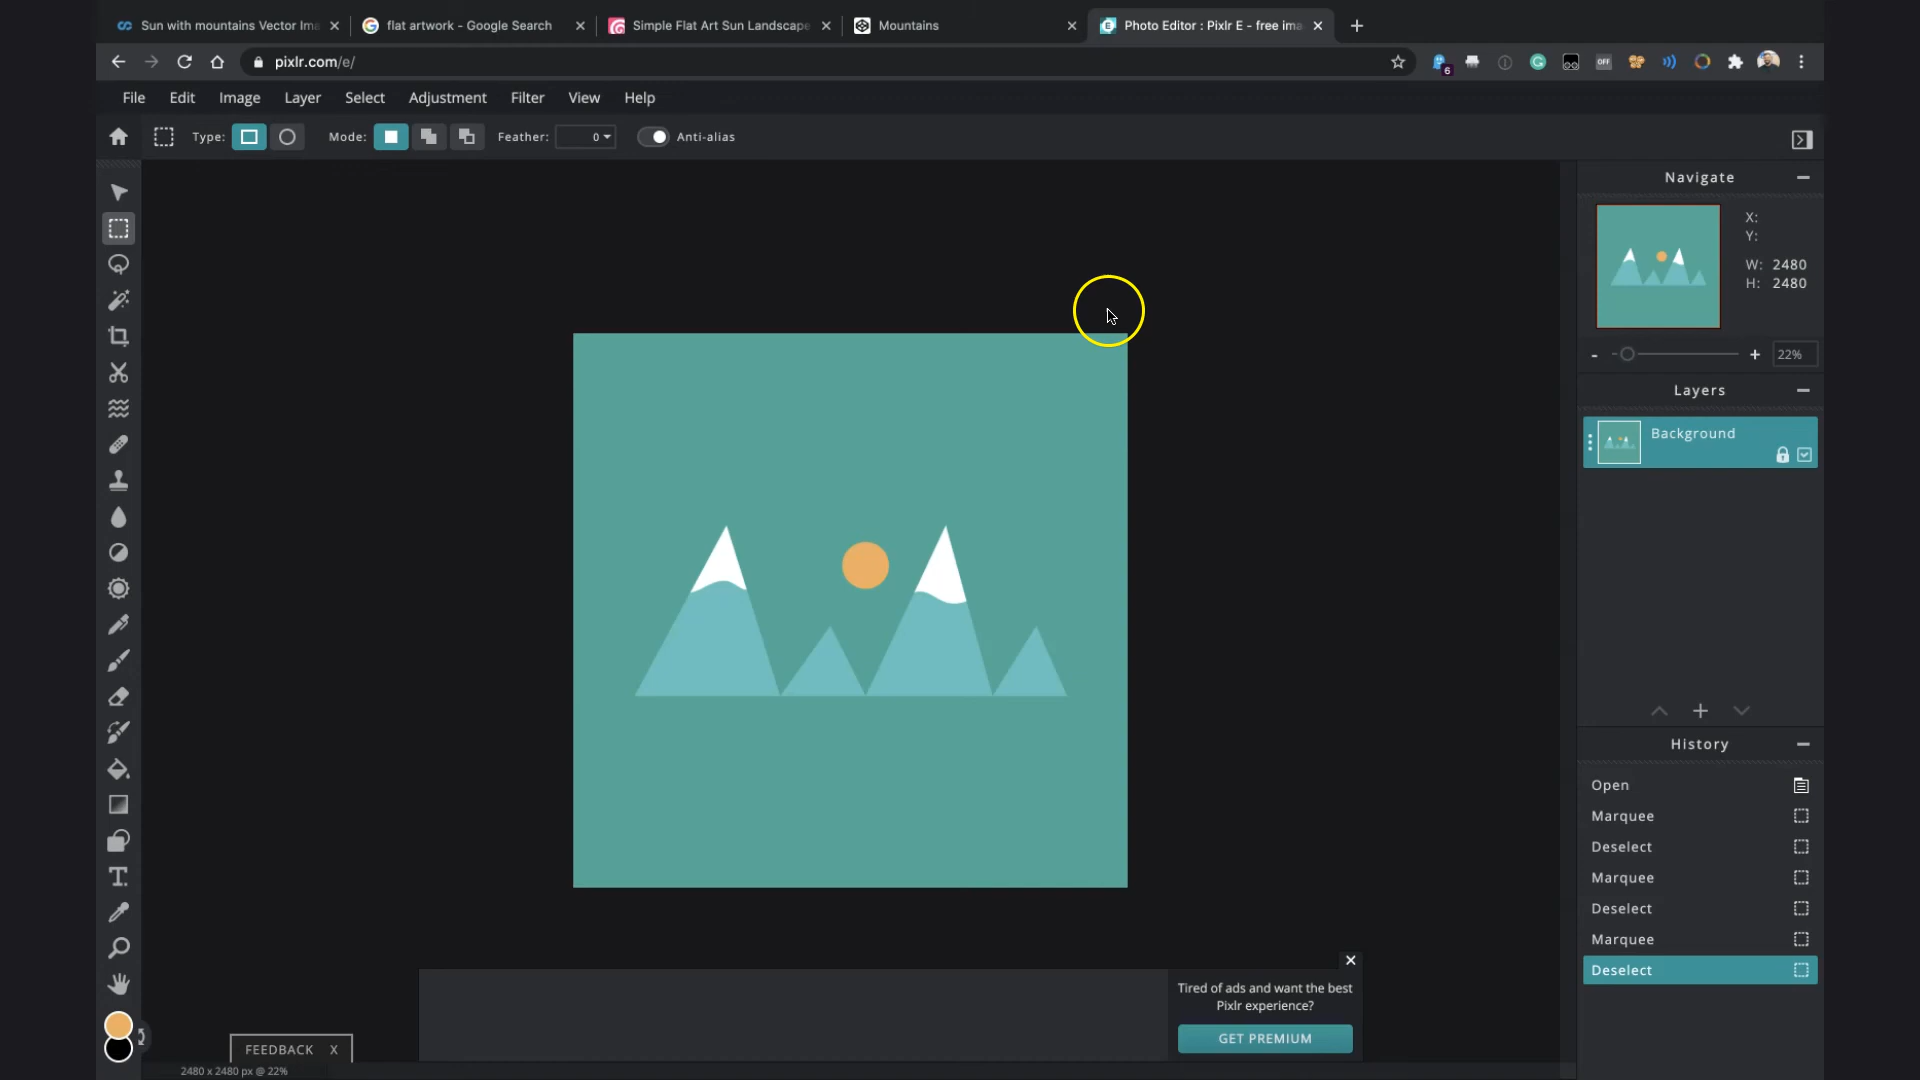 Sun with mountains Vector Ima
flat artwork - Google Search
Simple Flat Art Sun Landscape
Mountains
Photo Editor : Pixlr E - free ima
pixlr.com/e/
6
OFF
File Edit Image Layer Select Adjustment Filter View Help
Type: Mode: Feather: 0 Anti-alias
Navigate
X:
Y:
W: 2480
H: 2480
- + 22%
Layers
Background
History
Open
Marquee
Deselect
Marquee
Deselect
Marquee
Deselect
Tired of ads and want the best
Pixlr experience?
GET PREMIUM
FEEDBACK X
2480 x 2480 px @ 22%